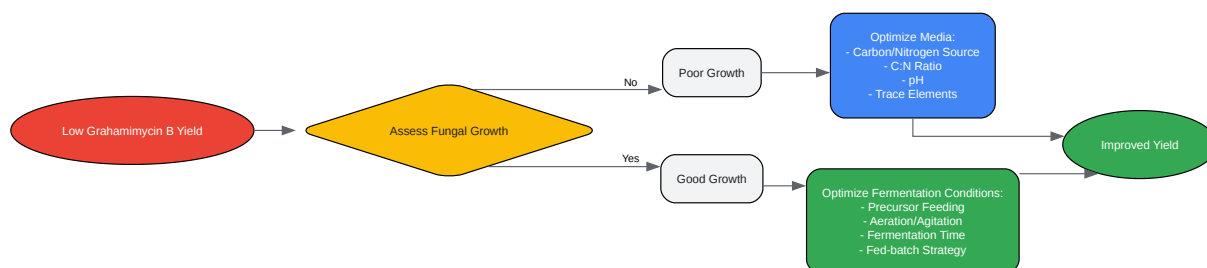 Low Grahamimycin B Yield
Assess Fungal Growth
No
Poor Growth
Optimize Media:
- Carbon/Nitrogen Source
- C:N Ratio
- pH
- Trace Elements
Yes
Good Growth
Optimize Fermentation Conditions:
- Precursor Feeding
- Aeration/Agitation
- Fermentation Time
- Fed-batch Strategy
Improved Yield